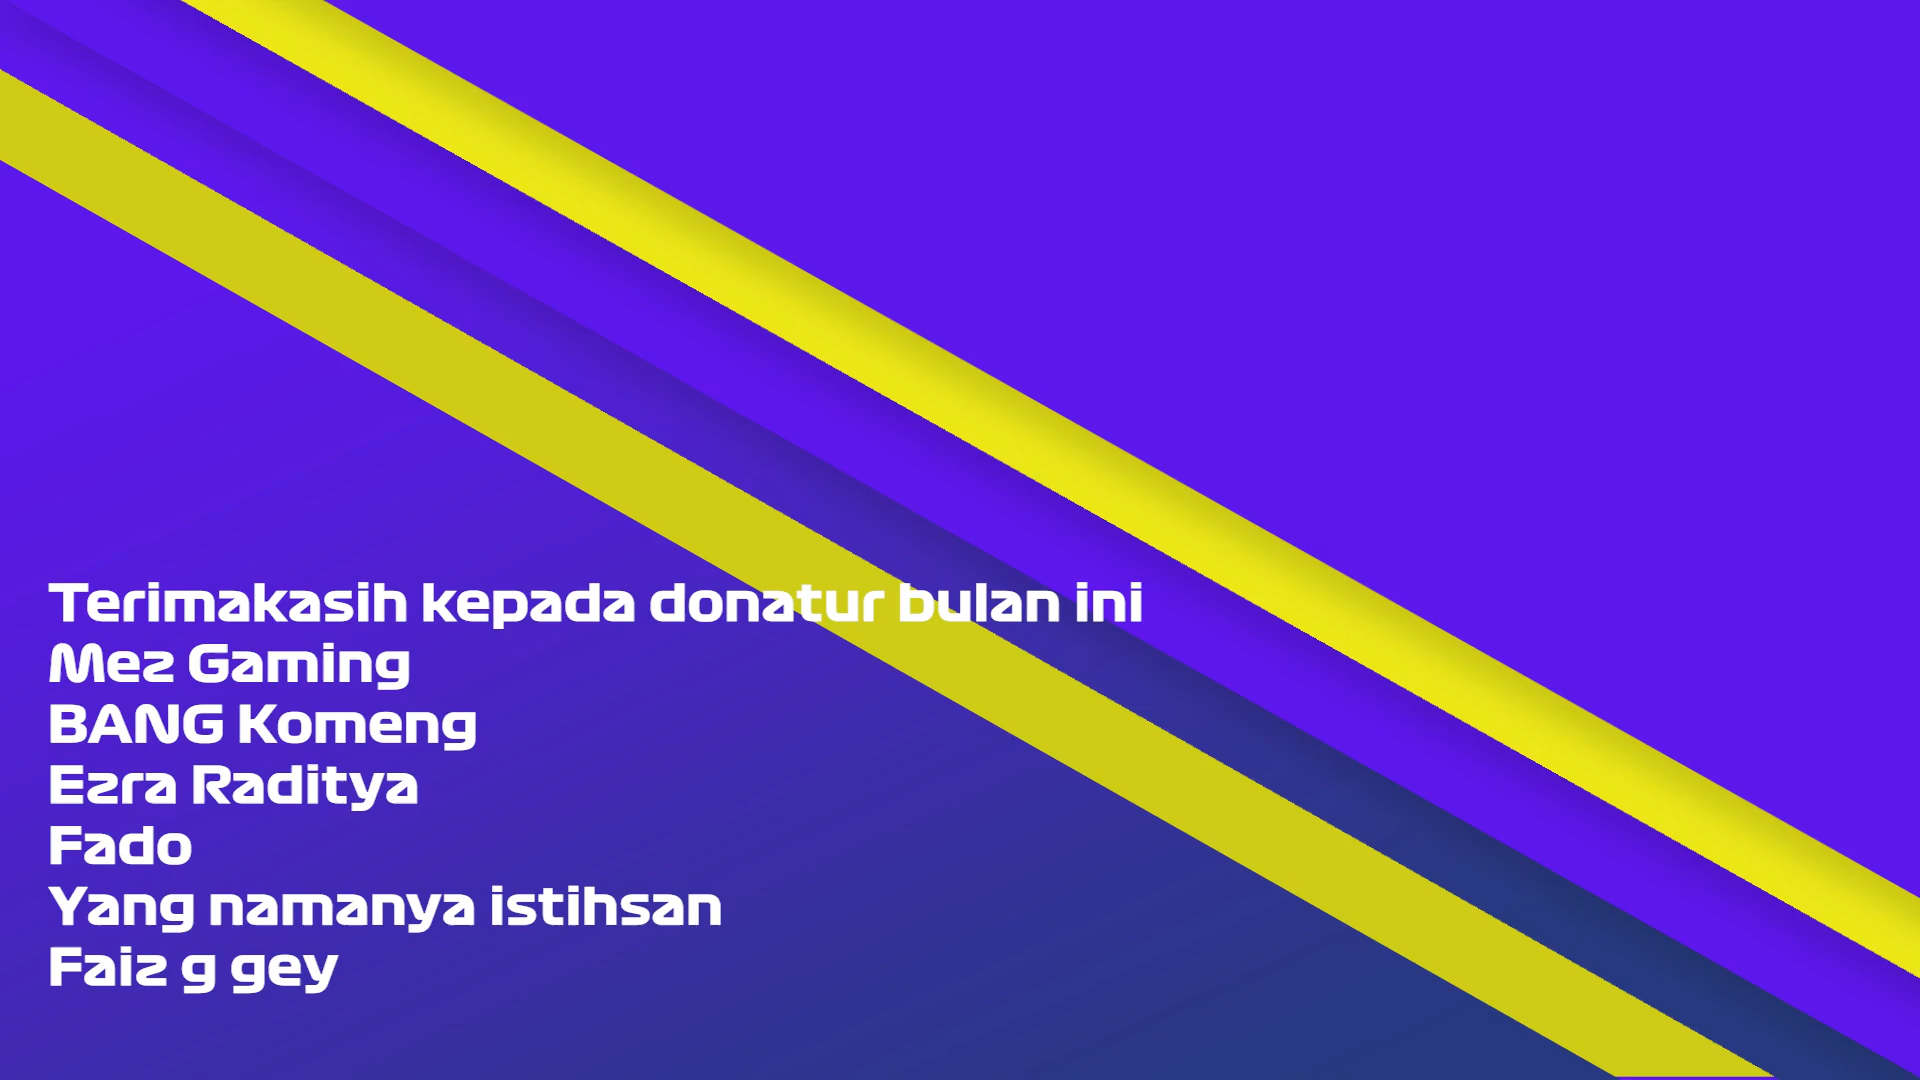 Terimakasih kepada donatur bulan ini
Mez Gaming
BANG Komeng
Ezra Raditya
Fado
Yang namanya istihsan
Faiz g gey